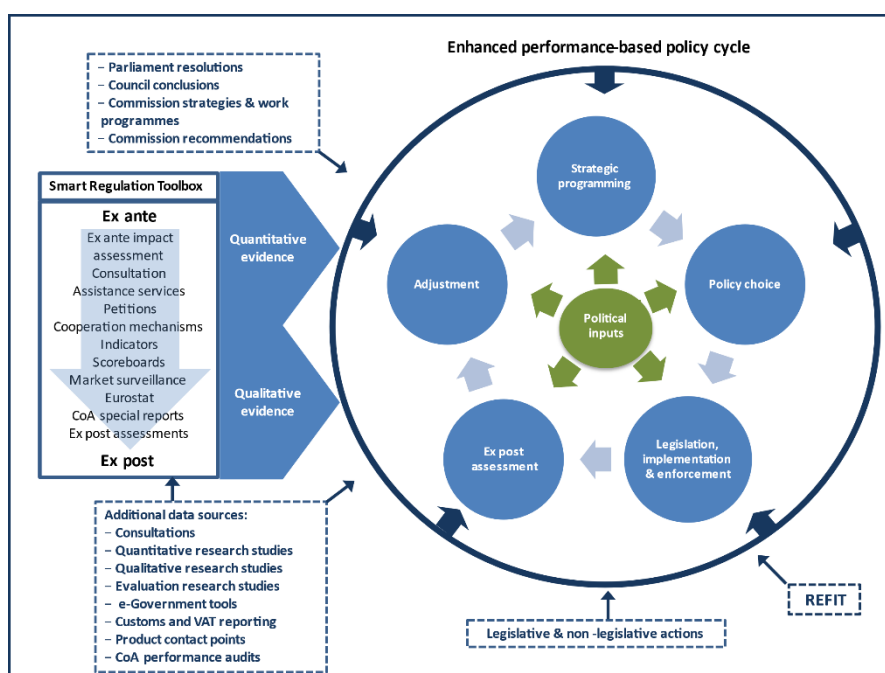 Enhanced performance-based policy cycle
– Parliament resolutions
– Council conclusions
– Commission strategies & work
programmes
– Commission recommendations
Smart Regulation Toolbox
Ex ante
Ex ante impact
assessment
Consultation
Assistance services
Petitions
Cooperation mechanisms
Indicators
Scoreboards
Market surveillance
Eurostat
CoA special reports
Ex post assessments
Ex post
Quantitative
evidence
Qualitative
evidence
Strategic
programming
Adjustment
Policy choice
Political
inputs
Ex post
assessment
Legislation,
implementation
& enforcement
Additional data sources:
– Consultations
– Quantitative research studies
– Qualitative research studies
– Evaluation research studies
– e-Government tools
– Customs and VAT reporting
– Product contact points
– CoA performance audits
REFIT
Legislative & non -legislative actions